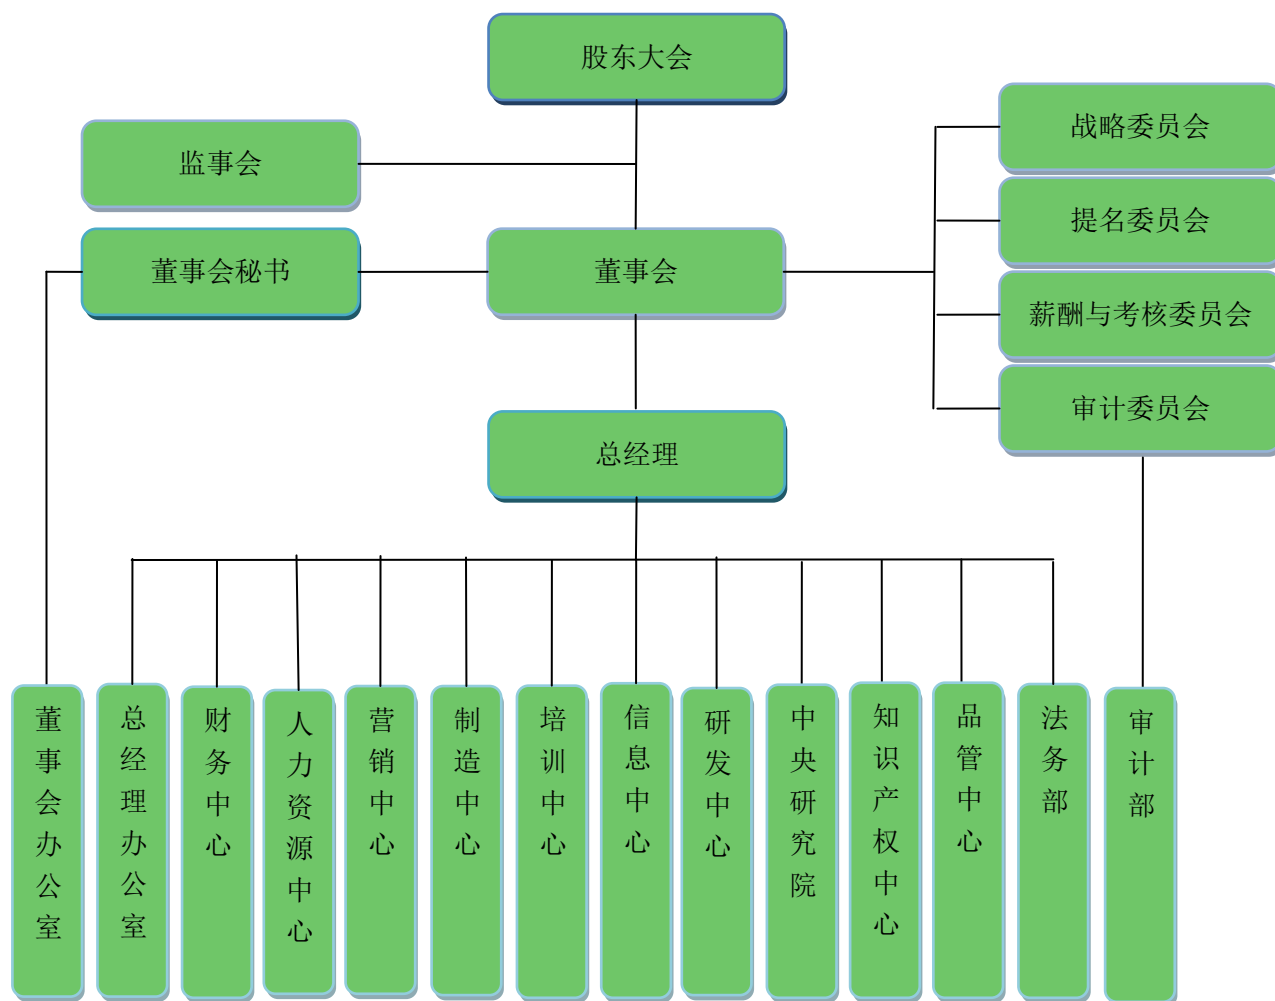 股东大会
战略委员会
监事会
提名委员会
董事会秘书
董事会
薪酬与考核委员会
审计委员会
总经理
董事会办公室
总经理办公室
财务中心
人力资源中心
营销中心
制造中心
培训中心
信息中心
研发中心
中央研究院
知识产权中心
品管中心
法务部
审计部